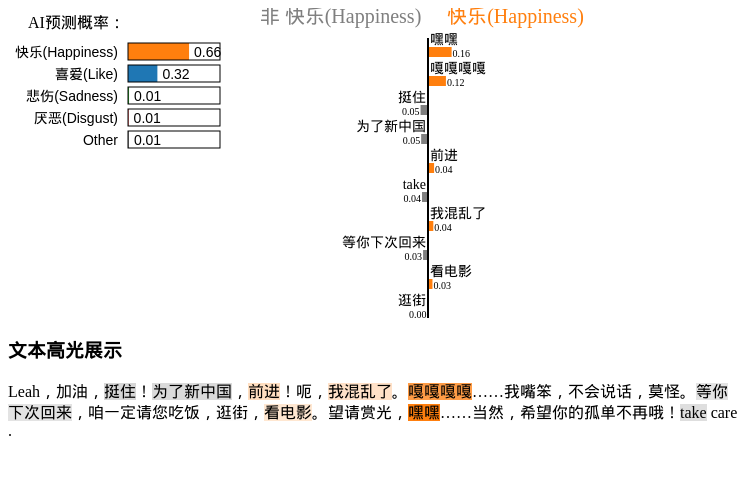 AI预测概率：
快乐(Happiness) 0.66
喜爱(Like) 0.32
悲伤(Sadness) 0.01
厌恶(Disgust) 0.01
Other 0.01
非 快乐(Happiness) 快乐(Happiness)
嘿嘿
0.16
嘎嘎嘎嘎
0.12
挺住
0.05
为了新中国
0.05
前进
0.04
take
0.04
我混乱了
0.04
等你下次回来
0.03
看电影
0.03
逛街
0.00
文本高光展示
Leah，加油，挺住！为了新中国，前进！呃，我混乱了。嘎嘎嘎嘎……我嘴笨，不会说话，莫怪。等你
下次回来，咱一定请您吃饭，逛街，看电影。望请赏光，嘿嘿……当然，希望你的孤单不再哦！take care
.